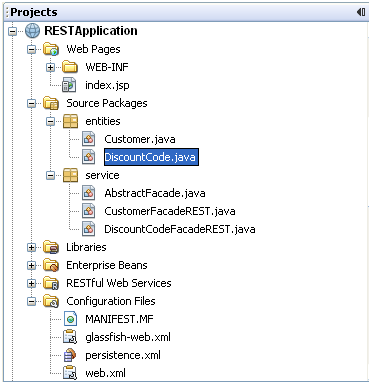 Projects
RESTApplication
Web Pages
WEB-INF
index.jsp
Source Packages
entities
Customer.java
DiscountCode.java
service
AbstractFacade.java
CustomerFacadeREST.java
DiscountCodeFacadeREST.java
Libraries
Enterprise Beans
RESTful Web Services
Configuration Files
MANIFEST.MF
glassfish-web.xml
persistence.xml
web.xml